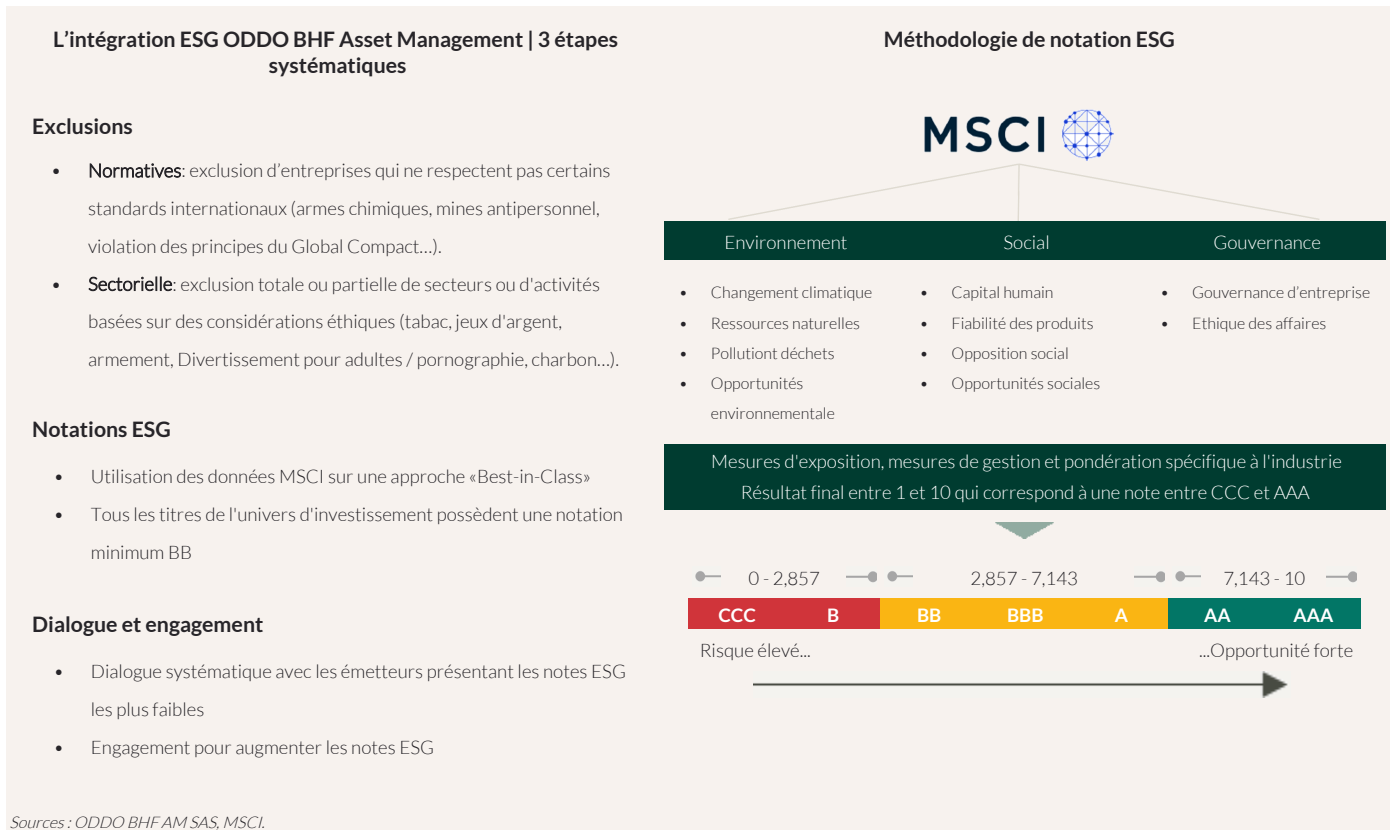 L’intégration ESG ODDO BHF Asset Management | 3 étapes
systématiques
Exclusions
• Normatives: exclusion d’entreprises qui ne respectent pas certains
standards internationaux (armes chimiques, mines antipersonnel,
violation des principes du Global Compact…).
• Sectorielle: exclusion totale ou partielle de secteurs ou d'activités
basées sur des considérations éthiques (tabac, jeux d'argent,
armement, Divertissement pour adultes / pornographie, charbon…).
Notations ESG
• Utilisation des données MSCI sur une approche «Best-in-Class»
• Tous les titres de l'univers d'investissement possèdent une notation
minimum BB
Dialogue et engagement
• Dialogue systématique avec les émetteurs présentant les notes ESG
les plus faibles
• Engagement pour augmenter les notes ESG
Méthodologie de notation ESG
MSCI
Environnement Social Gouvernance
• Changement climatique
• Ressources naturelles
• Pollutiont déchets
• Opportunités
environnementale
• Capital humain
• Fiabilité des produits
• Opposition social
• Opportunités sociales
• Gouvernance d’entreprise
• Ethique des affaires
Mesures d'exposition, mesures de gestion et pondération spécifique à l'industrie
Résultat final entre 1 et 10 qui correspond à une note entre CCC et AAA
0 - 2,857 2,857 - 7,143 7,143 - 10
CCC B BB BBB A AA AAA
Risque élevé... ...Opportunité forte
Sources : ODDO BHF AM SAS, MSCI.